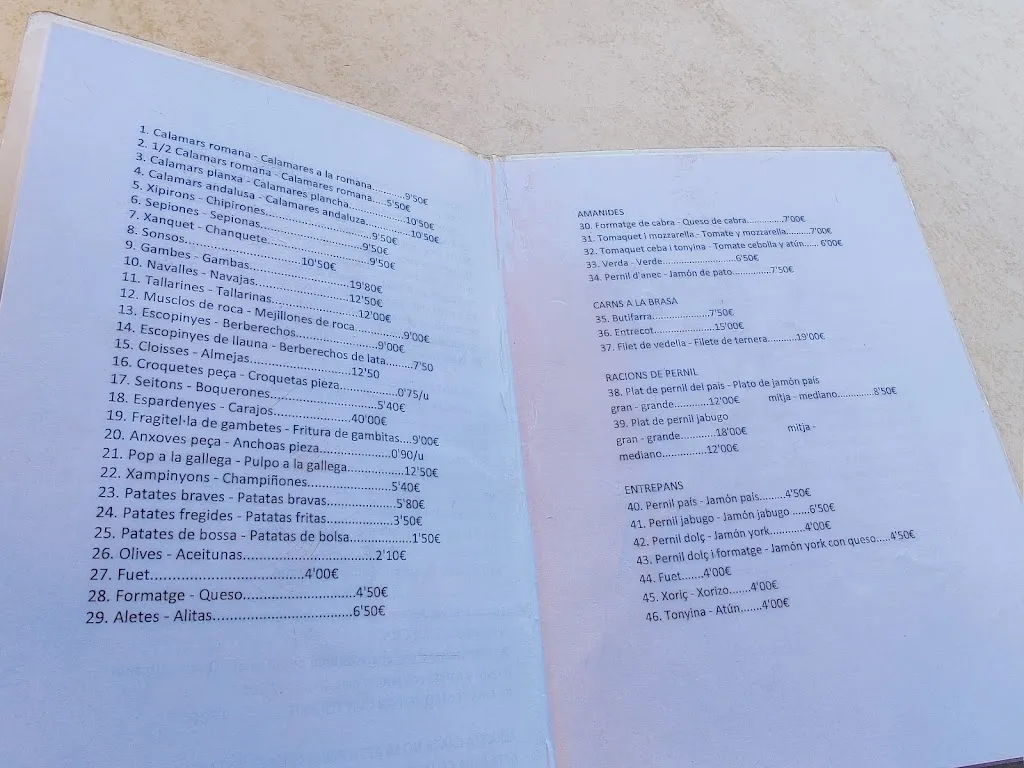 1. Calamars romana - Calamares a la romana..........9'50€
2. 1/2 Calamars romana - Calamares romana....5'50€
3. Calamars planxa - Calamares plancha..............10'50€
4. Calamars andalusa - Calamares andaluza...........10'50€
5. Xipirons - Chipirones..........................9'50€
6. Sepiones - Sepionas..........................9'50€
7. Xanquet - Chanquete..........................9'50€
8. Sonsos..........................10'50€
9. Gambes - Gambas..........................19'80€
10. Navalles - Navajas..........................12'50€
11. Tallarines - Tallarinas......................12'00€
12. Musclos de roca - Mejillones de roca............9'00€
13. Escopinyes - Berberechos....................9'00€
14. Escopinyes de llauna - Berberechos de lata........7'50
15. Cloisses - Almejas.......................12'50
16. Croquetes peça - Croquetas pieza..............0'75/u
17. Seitons - Boquerones........................5'40€
18. Espardenyes - Carajos..................40'00€
19. Fragitel·la de gambetes - Fritura de gambitas....9'00€
20. Anxoves peça - Anchoas pieza................0'90/u
21. Pop a la gallega - Pulpo a la gallega.............12'50€
22. Xampinyons - Champiñones...................5'40€
23. Patates braves - Patatas bravas................5'80€
24. Patates fregides - Patatas fritas...............3'50€
25. Patates de bossa - Patatas de bolsa..............1'50€
26. Olives - Aceitunas.............................2'10€
27. Fuet..................................4'00€
28. Formatge - Queso.........................4'50€
29. Aletes - Alitas...............................6'50€
AMANIDES
30. Formatge de cabra - Queso de cabra.............7'00€
31. Tomaquet i mozzarella - Tomate y mozzarella........7'00€
32. Tomaquet ceba i tonyina - Tomate cebolla y atún...... 6'00€
33. Verda - Verde.........................6'50€
34. Pernil d'anec - Jamón de pato.............7'50€
CARNS A LA BRASA
35. Butifarra....................7'50€
36. Entrecot.....................15'00€
37. Filet de vedella - Filete de ternera...........19'00€
RACIONS DE PERNIL
38. Plat de pernil del país - Plato de jamón país
gran - grande............12'00€ mitja - mediano............8'50€
39. Plat de pernil jabugo
gran - grande............18'00€ mitja -
mediano.............12'00€
ENTREPANS
40. Pernil país - Jamón país........4'50€
41. Pernil jabugo - Jamón jabugo ......6'50€
42. Pernil dolç - Jamón york..........4'00€
43. Pernil dolç i formatge - Jamón york con queso.....4'50€
44. Fuet.......4'00€
45. Xoriç - Xorizo.......4'00€
46. Tonyina - Atún.......4'00€